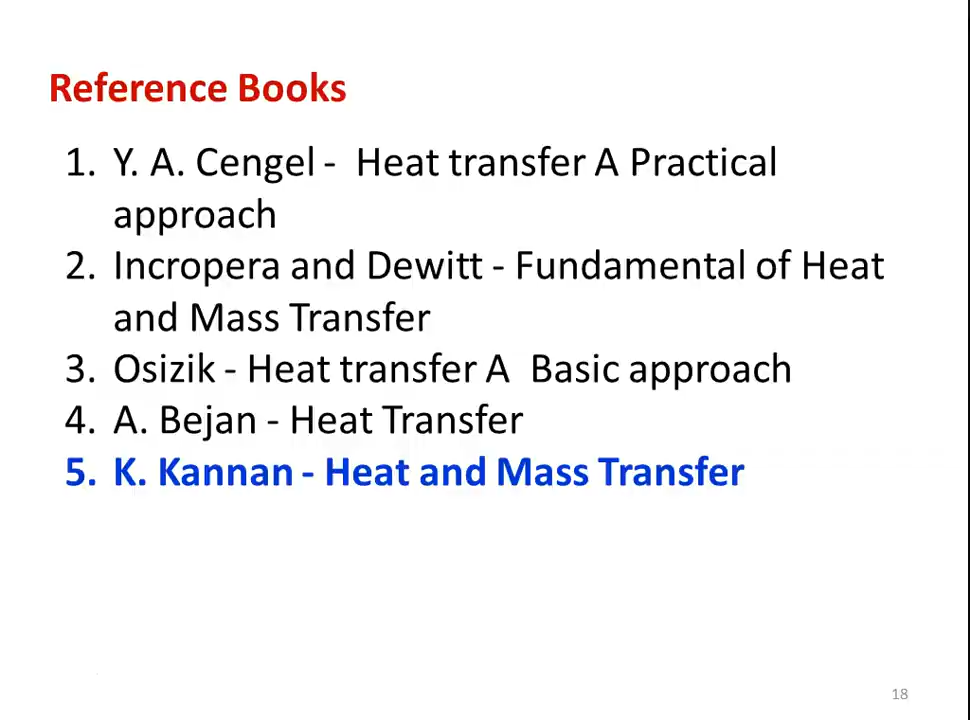 Reference Books
1. Y. A. Cengel - Heat transfer A Practical
approach
2. Incropera and Dewitt - Fundamental of Heat
and Mass Transfer
3. Osizik - Heat transfer A Basic approach
4. A. Bejan - Heat Transfer
5. K. Kannan - Heat and Mass Transfer
18